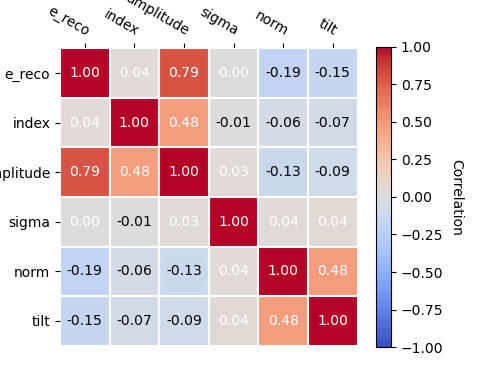 e_reco index amplitude sigma norm tilt
e_reco 1.00 0.04 0.79 0.00 -0.19 -0.15
index 0.04 1.00 0.48 -0.01 -0.06 -0.07
plitude 0.79 0.48 1.00 0.03 -0.13 -0.09
sigma 0.00 -0.01 0.03 1.00 0.04 0.04
norm -0.19 -0.06 -0.13 0.04 1.00 0.48
tilt -0.15 -0.07 -0.09 0.04 0.48 1.00
1.00
0.75
0.50
0.25
0.00
−0.25
−0.50
−0.75
−1.00
Correlation